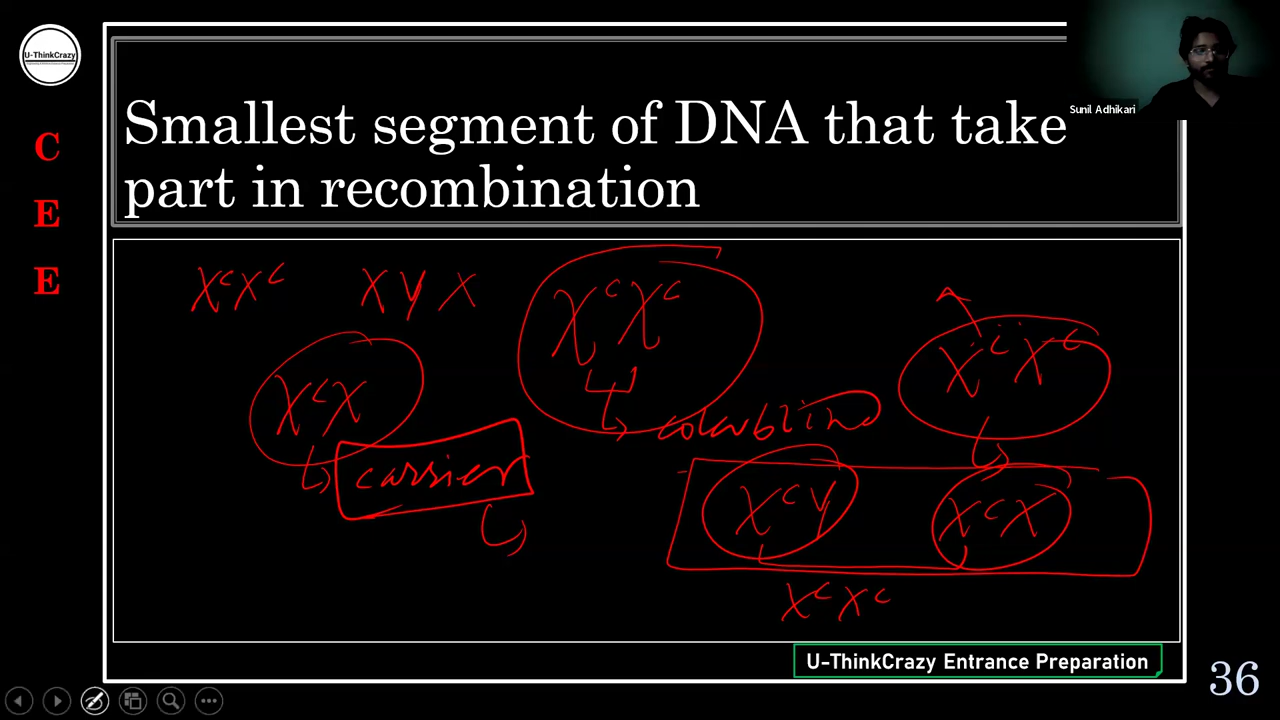 U-ThinkCrazy
Sunil Adhikari
C
E
E
Smallest segment of DNA that take
part in recombination
XᶜXᶜ X Y X XᶜXᶜ
XᶜXᶜ
XᶜX
colorblind
carrier
XᶜY XᶜX
XᶜXᶜ
U-ThinkCrazy Entrance Preparation
36